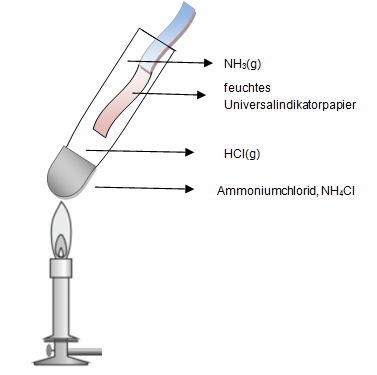 NH₃(g)
feuchtes
Universalindikatorpapier
HCl(g)
Ammoniumchlorid, NH₄Cl